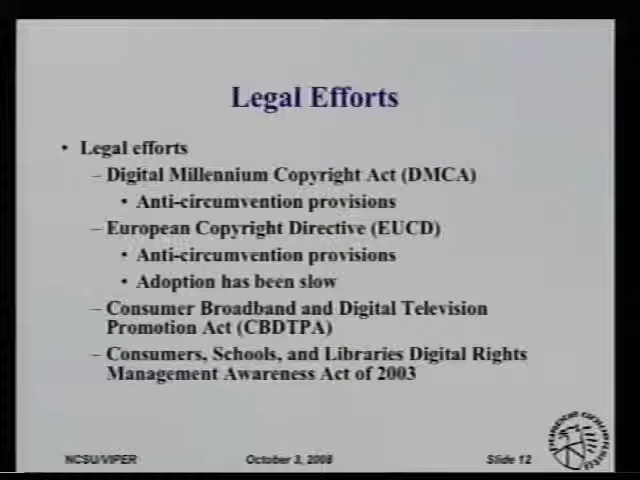 Legal Efforts
• Legal efforts
– Digital Millennium Copyright Act (DMCA)
• Anti-circumvention provisions
– European Copyright Directive (EUCD)
• Anti-circumvention provisions
• Adoption has been slow
– Consumer Broadband and Digital Television
Promotion Act (CBDTPA)
– Consumers, Schools, and Libraries Digital Rights
Management Awareness Act of 2003
NCSU/VIPER October 3, 2008 Slide 12